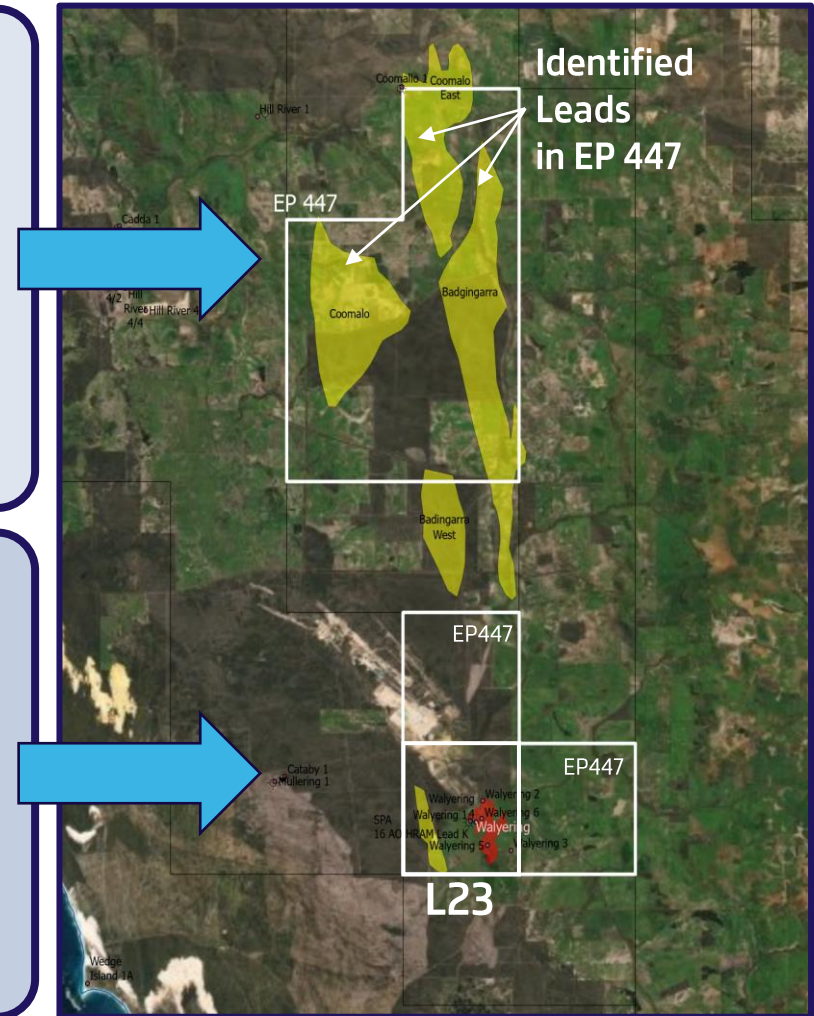 Identified
Leads
in EP 447
Coomallo 1
Coomalo
East
Hill River 1
EP 447
Cadda 1
4/2
Hill
River
4/4
Hill River 4
Coomalo
Badgingarra
Badingarra
West
EP447
EP447
Cataby 1
Mullering 1
Walyering 2
Walyering
Walyering 14
Walyering 6
SPA
Walyering
16 AO HRAM Lead K
Walyering 5
Walyering 3
L23
Wedge
Island 1A